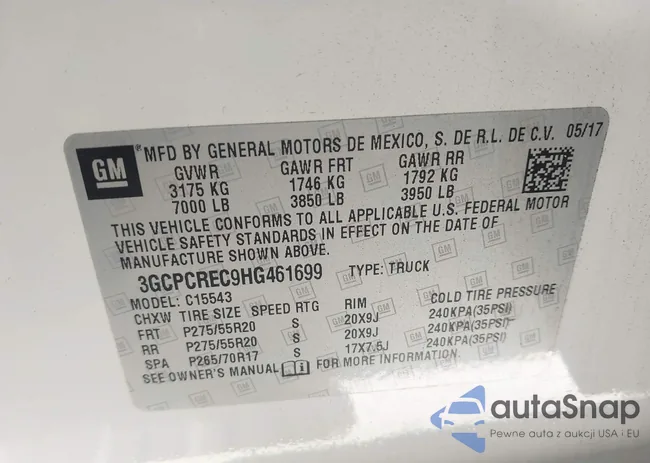 GM
*MFD BY GENERAL MOTORS DE MEXICO, S. DE R.L. DE C.V. 05/17
GVWR GAWR FRT GAWR RR
3175 KG 1746 KG 1792 KG
7000 LB 3850 LB 3950 LB
THIS VEHICLE CONFORMS TO ALL APPLICABLE U.S. FEDERAL MOTOR
VEHICLE SAFETY STANDARDS IN EFFECT ON THE DATE OF
MANUFACTURE SHOWN ABOVE.
3GCPCREC9HG461699 TYPE: TRUCK
MODEL: C15543
CHXW TIRE SIZE SPEED RTG RIM COLD TIRE PRESSURE
FRT P275/55R20 S 20X9J 240KPA(35PSI)
RR P275/55R20 S 20X9J 240KPA(35PSI)
SPA P265/70R17 S 17X7.5J 240KPA(35PSI)
SEE OWNER'S MANUAL FOR MORE INFORMATION.
autaSnap
Pewne auta z aukcji USA i EU